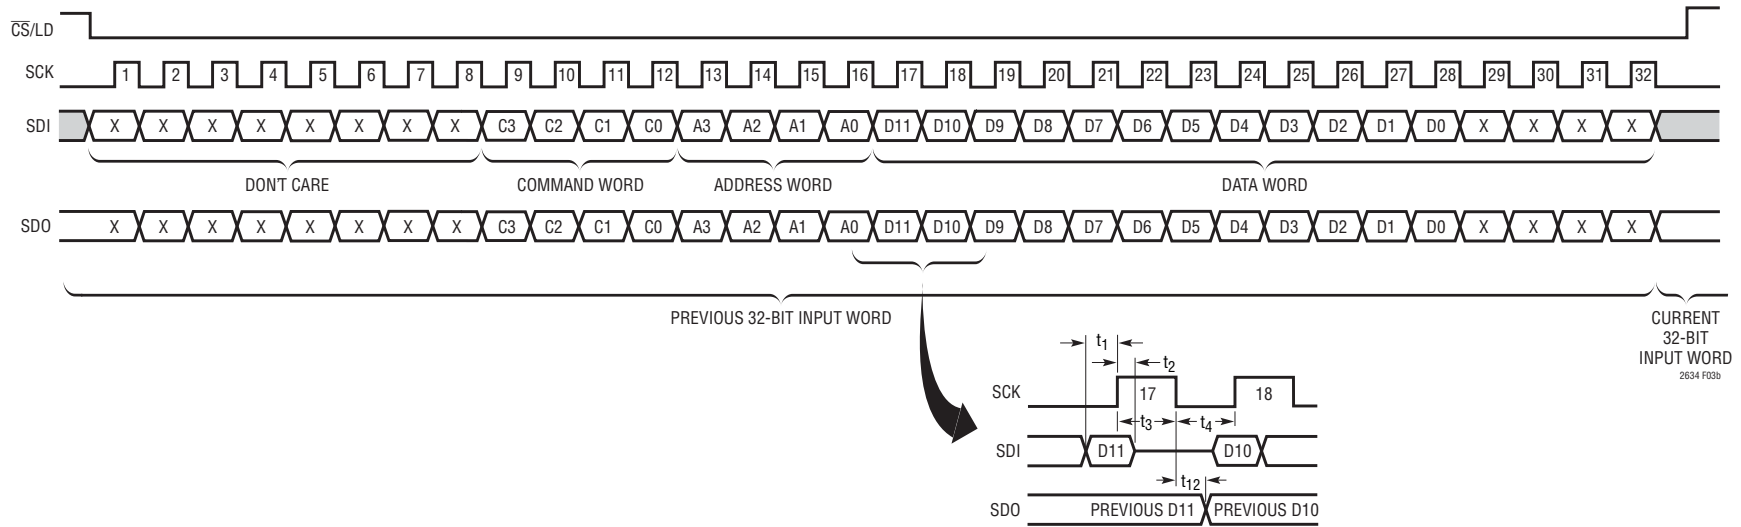 CS/LD
SCK 1 2 3 4 5 6 7 8 9 10 11 12 13 14 15 16 17 18 19 20 21 22 23 24 25 26 27 28 29 30 31 32
SDI X X X X X X X X C3 C2 C1 C0 A3 A2 A1 A0 D11 D10 D9 D8 D7 D6 D5 D4 D3 D2 D1 D0 X X X X
DON'T CARE COMMAND WORD ADDRESS WORD DATA WORD
SDO X X X X X X X X C3 C2 C1 C0 A3 A2 A1 A0 D11 D10 D9 D8 D7 D6 D5 D4 D3 D2 D1 D0 X X X X
PREVIOUS 32-BIT INPUT WORD
CURRENT
32-BIT
INPUT WORD
2634 F03b
t1
t2
SCK 17 18
t3 t4
SDI D11 D10
t12
SDO PREVIOUS D11 PREVIOUS D10